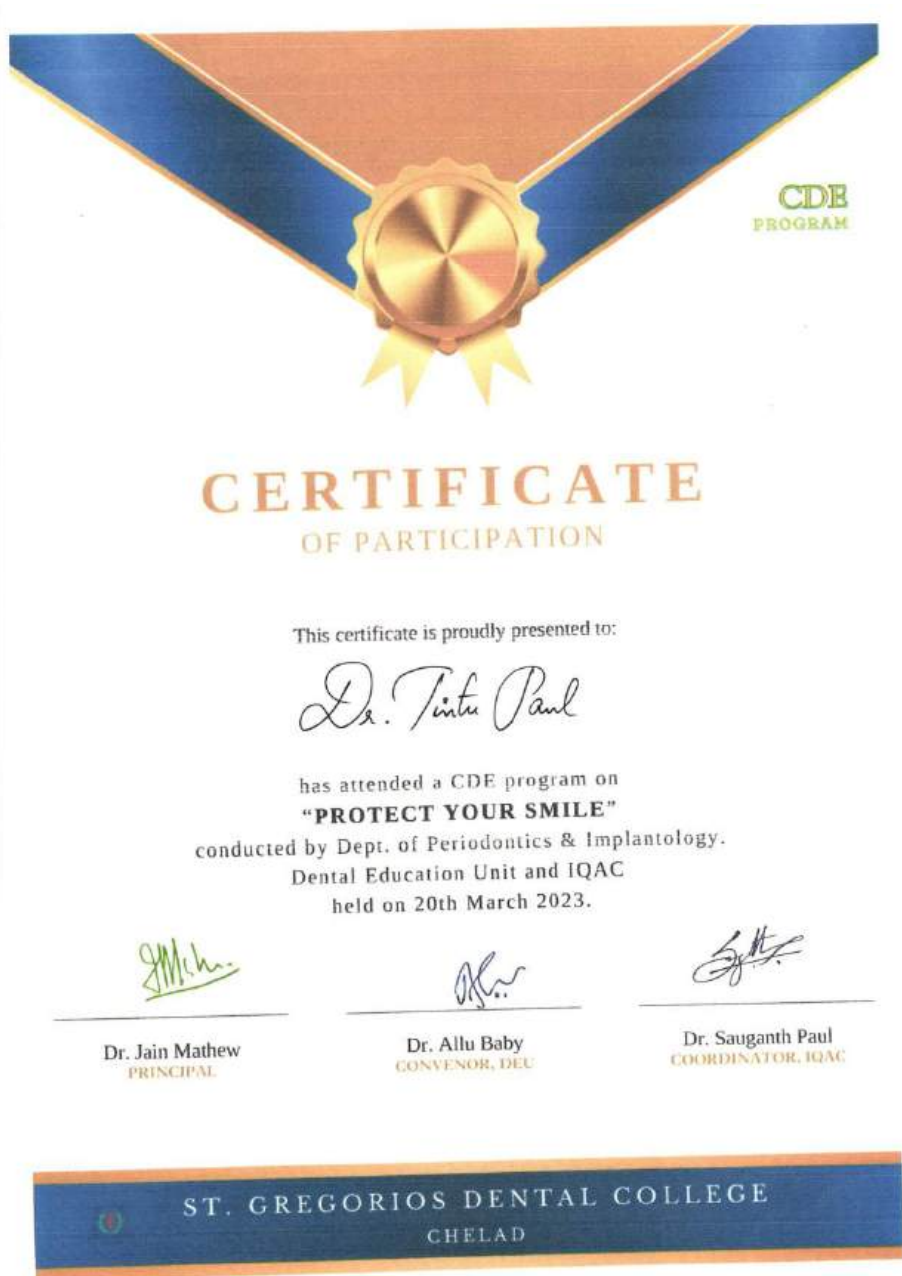 CDE
PROGRAM
CERTIFICATE
OF PARTICIPATION
This certificate is proudly presented to:
Dr. Tintu Paul
has attended a CDE program on
“PROTECT YOUR SMILE”
conducted by Dept. of Periodontics & Implantology.
Dental Education Unit and IQAC
held on 20th March 2023.
Dr. Jain Mathew
PRINCIPAL
Dr. Allu Baby
CONVENOR, DEU
Dr. Sauganth Paul
COORDINATOR, IQAC
ST. GREGORIOS DENTAL COLLEGE
CHELAD